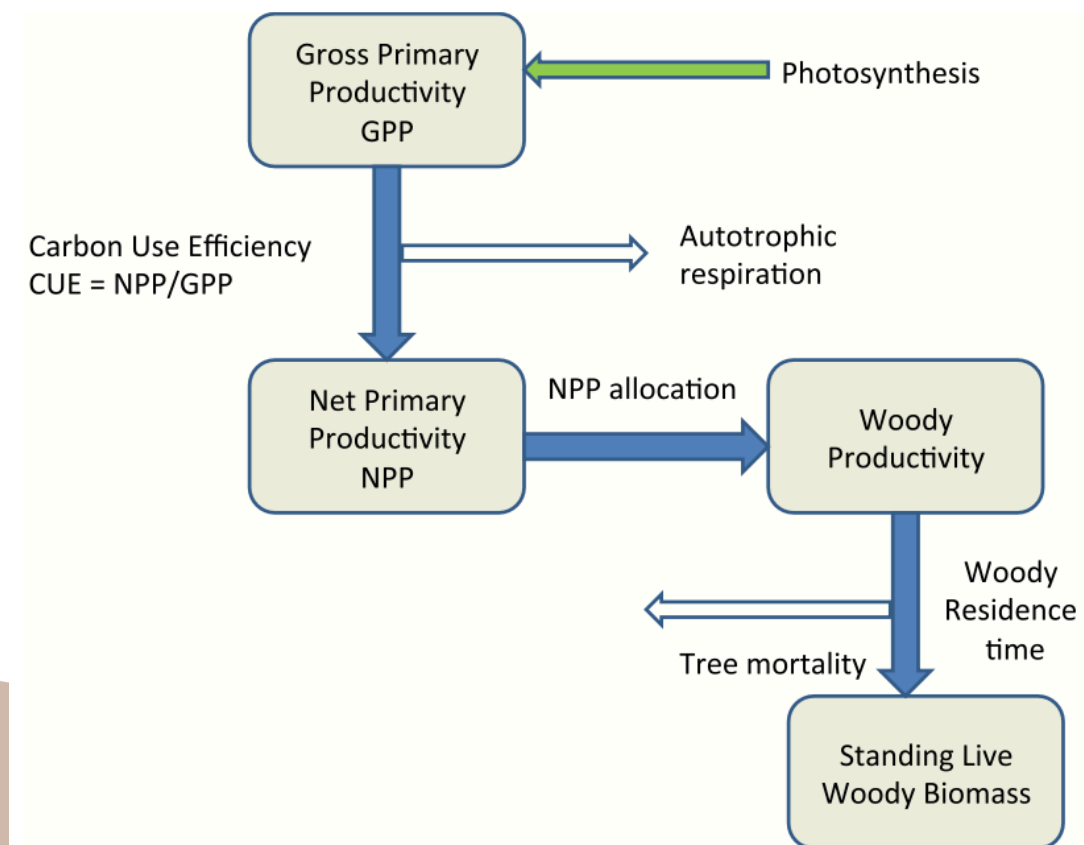 Gross Primary
Productivity
GPP
Photosynthesis
Carbon Use Efficiency
CUE = NPP/GPP
Autotrophic
respiration
Net Primary
Productivity
NPP
NPP allocation
Woody
Productivity
Woody
Residence
time
Tree mortality
Standing Live
Woody Biomass